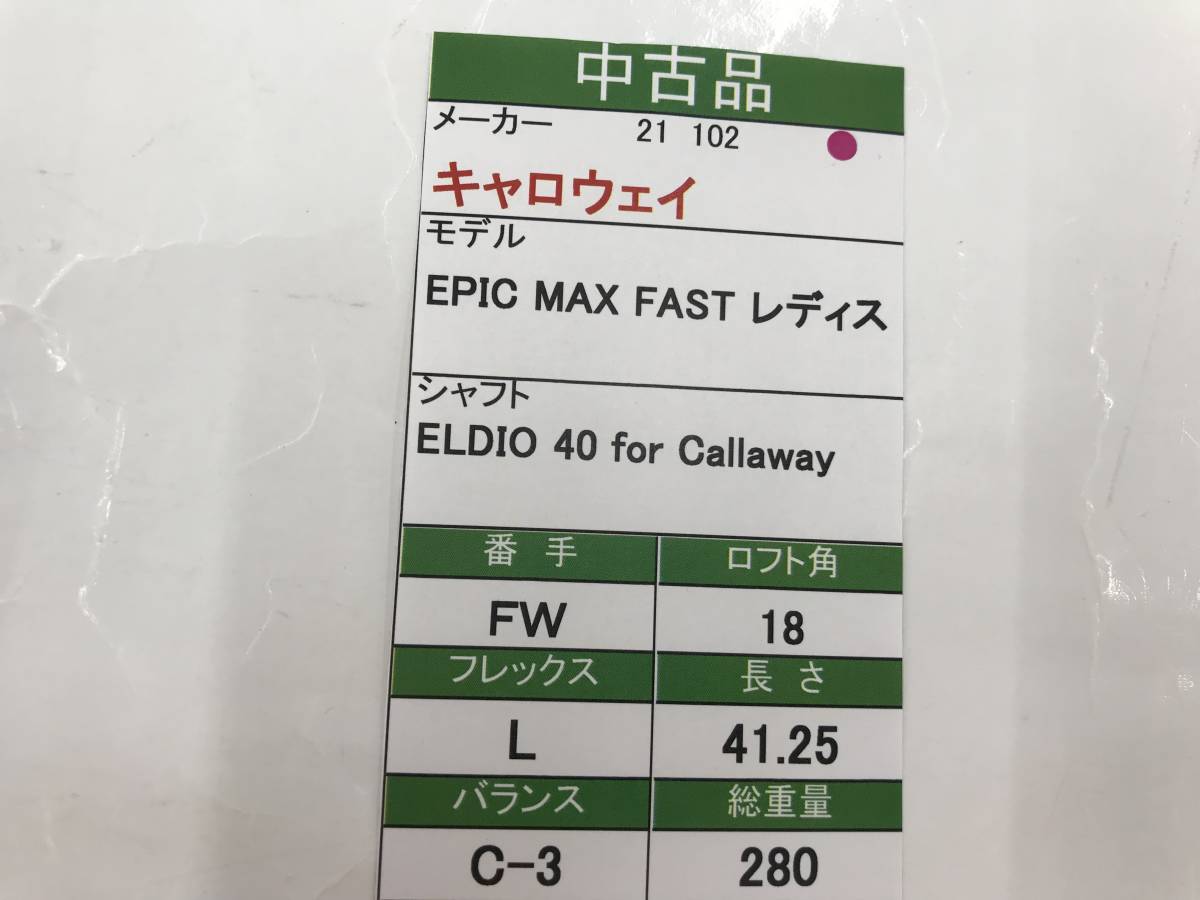 中古品
メーカー 21 102
キャロウェイ
モデル
EPIC MAX FAST レディス
シャフト
ELDIO 40 for Callaway
番手 ロフト角
FW 18
フレックス 長さ
L 41.25
バランス 総重量
C-3 280